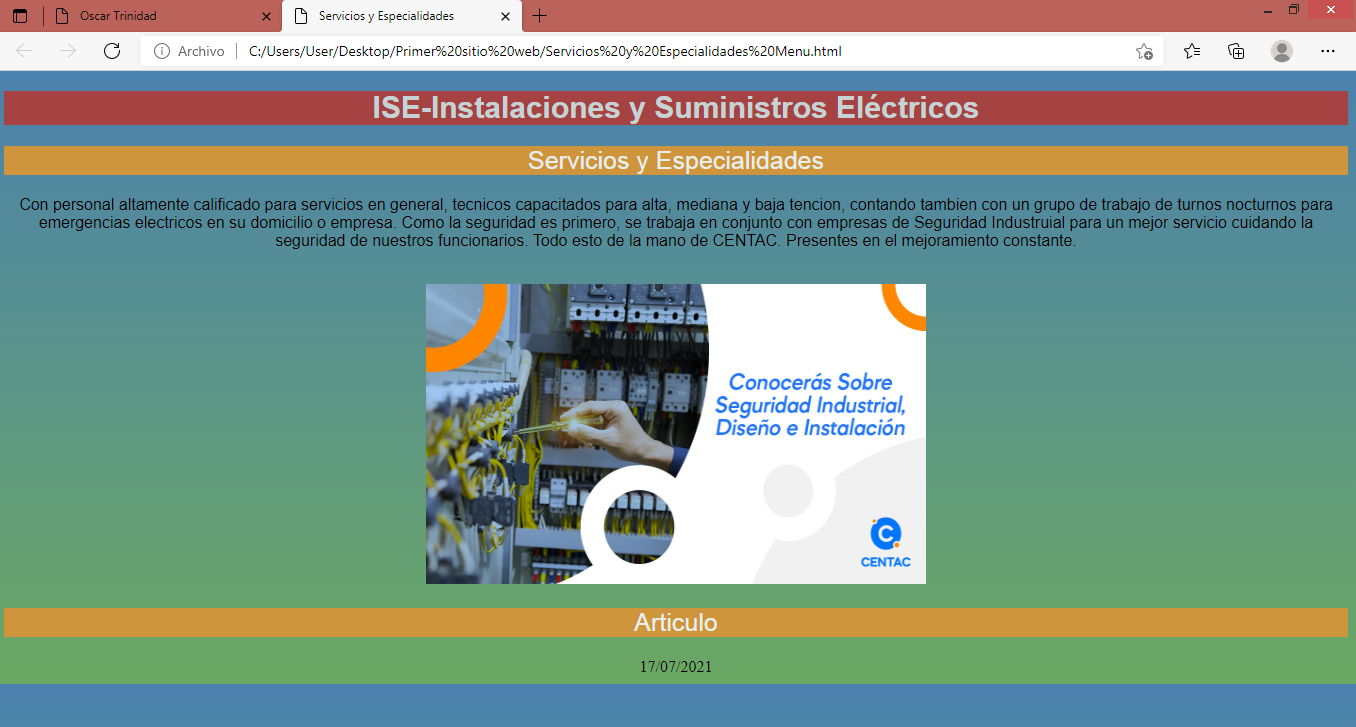 Oscar Trinidad
Servicios y Especialidades
Archivo
C:/Users/User/Desktop/Primer%20sitio%20web/Servicios%20y%20Especialidades%20Menu.html
ISE-Instalaciones y Suministros Eléctricos
Servicios y Especialidades
Con personal altamente calificado para servicios en general, tecnicos capacitados para alta, mediana y baja tencion, contando tambien con un grupo de trabajo de turnos nocturnos para
emergencias electricos en su domicilio o empresa. Como la seguridad es primero, se trabaja en conjunto con empresas de Seguridad Industruial para un mejor servicio cuidando la
seguridad de nuestros funcionarios. Todo esto de la mano de CENTAC. Presentes en el mejoramiento constante.
Conocerás Sobre
Seguridad Industrial,
Diseño e Instalación
C
CENTAC
Articulo
17/07/2021